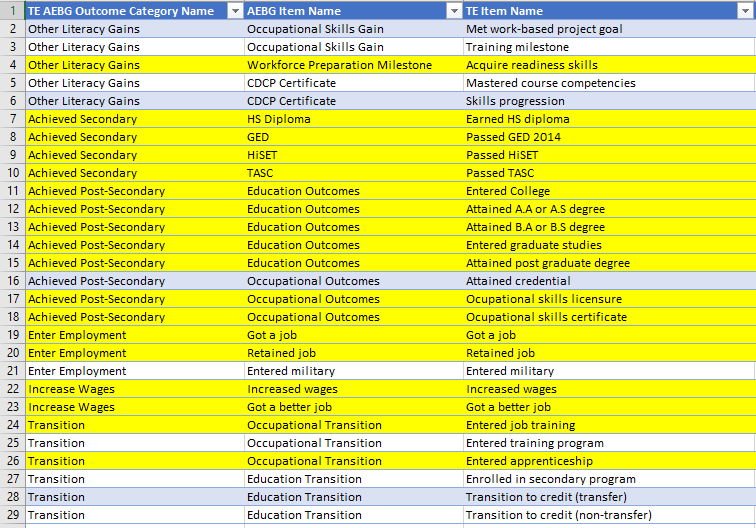 1 TE AEBG Outcome Category Name AEBG Item Name TE Item Name
2 Other Literacy Gains Occupational Skills Gain Met work-based project goal
3 Other Literacy Gains Occupational Skills Gain Training milestone
4 Other Literacy Gains Workforce Preparation Milestone Acquire readiness skills
5 Other Literacy Gains CDCP Certificate Mastered course competencies
6 Other Literacy Gains CDCP Certificate Skills progression
7 Achieved Secondary HS Diploma Earned HS diploma
8 Achieved Secondary GED Passed GED 2014
9 Achieved Secondary HiSET Passed HiSET
10 Achieved Secondary TASC Passed TASC
11 Achieved Post-Secondary Education Outcomes Entered College
12 Achieved Post-Secondary Education Outcomes Attained A.A or A.S degree
13 Achieved Post-Secondary Education Outcomes Attained B.A or B.S degree
14 Achieved Post-Secondary Education Outcomes Entered graduate studies
15 Achieved Post-Secondary Education Outcomes Attained post graduate degree
16 Achieved Post-Secondary Occupational Outcomes Attained credential
17 Achieved Post-Secondary Occupational Outcomes Ocupational skills licensure
18 Achieved Post-Secondary Occupational Outcomes Ocupational skills certificate
19 Enter Employment Got a job Got a job
20 Enter Employment Retained job Retained job
21 Enter Employment Entered military Entered military
22 Increase Wages Increased wages Increased wages
23 Increase Wages Got a better job Got a better job
24 Transition Occupational Transition Entered job training
25 Transition Occupational Transition Entered training program
26 Transition Occupational Transition Entered apprenticeship
27 Transition Education Transition Enrolled in secondary program
28 Transition Education Transition Transition to credit (transfer)
29 Transition Education Transition Transition to credit (non-transfer)